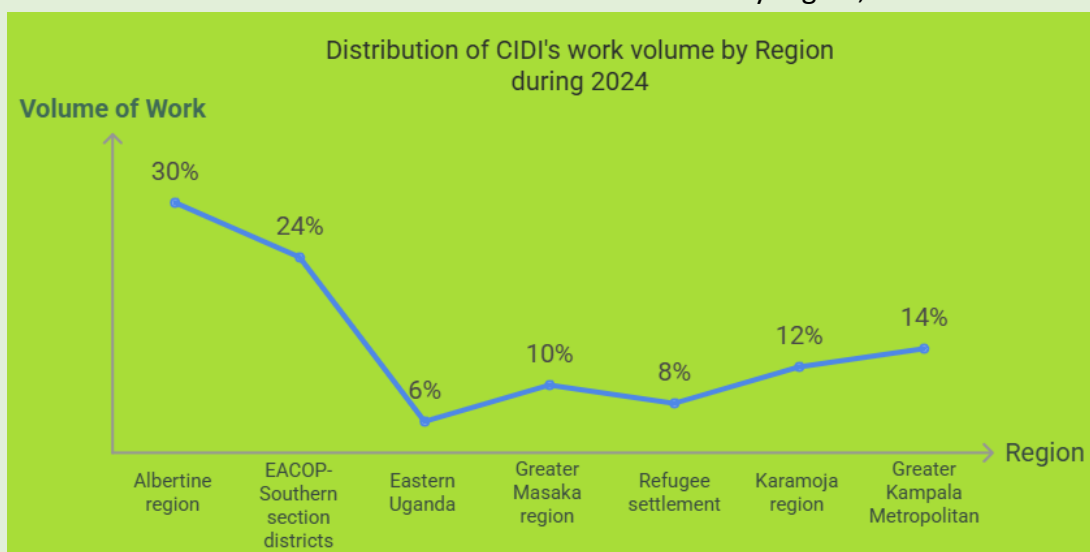 Distribution of CIDI's work volume by Region
during 2024
Volume of Work
30%
24%
6%
10%
8%
12%
14%
Region
Albertine
region
EACOP-
Southern
section
districts
Eastern
Uganda
Greater
Masaka
region
Refugee
settlement
Karamoja
region
Greater
Kampala
Metropolitan